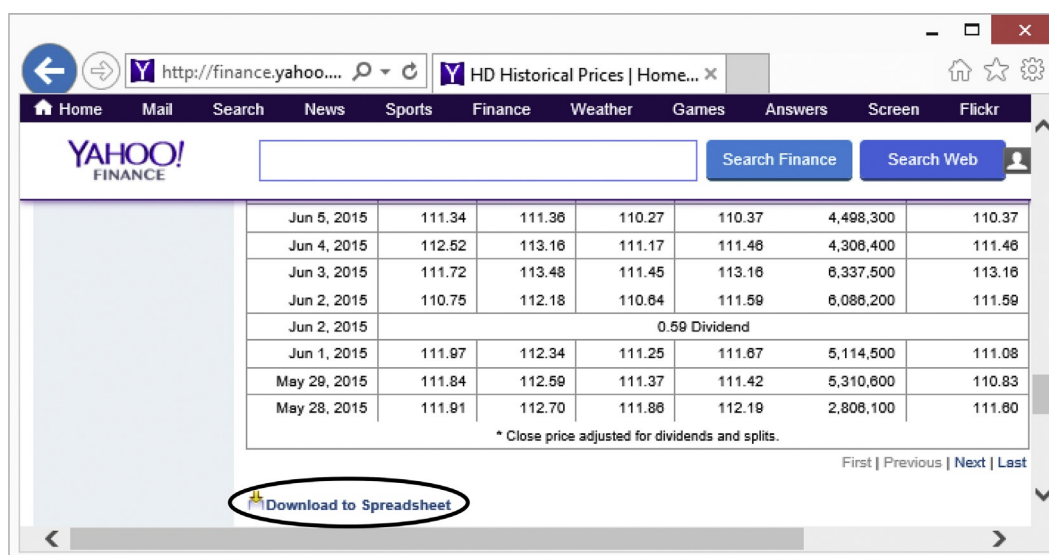 http://finance.yahoo.... HD Historical Prices | Hom...
Home Mail Search News Sports Finance Weather Games Answers Screen Flickr
YAHOO!
FINANCE
Search Finance Search Web
Jun 5, 2015 111.34 111.36 110.27 110.37 4,498,300 110.37
Jun 4, 2015 112.52 113.16 111.17 111.46 4,306,400 111.46
Jun 3, 2015 111.72 113.48 111.45 113.16 6,337,500 113.16
Jun 2, 2015 110.75 112.18 110.64 111.59 6,086,200 111.59
Jun 2, 2015 0.59 Dividend
Jun 1, 2015 111.97 112.34 111.25 111.67 5,114,500 111.08
May 29, 2015 111.84 112.59 111.37 111.42 5,310,600 110.83
May 28, 2015 111.91 112.70 111.86 112.19 2,806,100 111.60
* Close price adjusted for dividends and splits.
First | Previous | Next | Last
Download to Spreadsheet